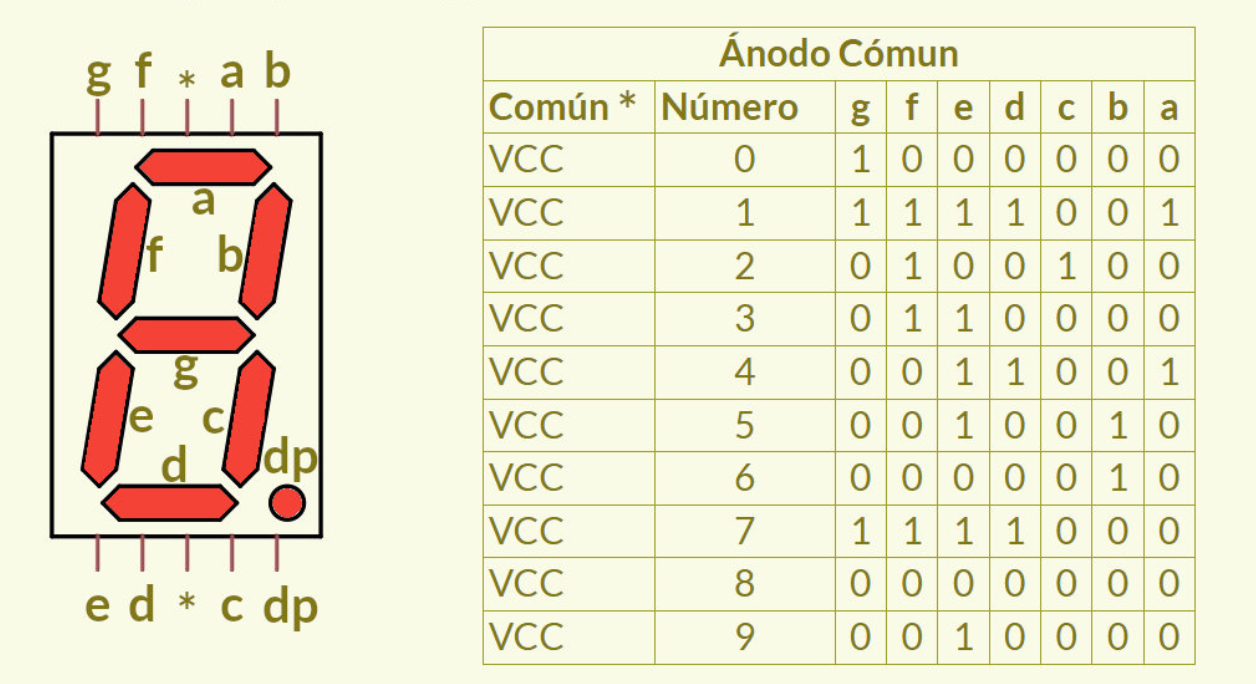 g f * a b
a
f b
g
e c
d dp
e d * c dp
Ánodo Cómun
Común * Número g f e d c b a
VCC 0 1 0 0 0 0 0 0
VCC 1 1 1 1 1 0 0 1
VCC 2 0 1 0 0 1 0 0
VCC 3 0 1 1 0 0 0 0
VCC 4 0 0 1 1 0 0 1
VCC 5 0 0 1 0 0 1 0
VCC 6 0 0 0 0 0 1 0
VCC 7 1 1 1 1 0 0 0
VCC 8 0 0 0 0 0 0 0
VCC 9 0 0 1 0 0 0 0